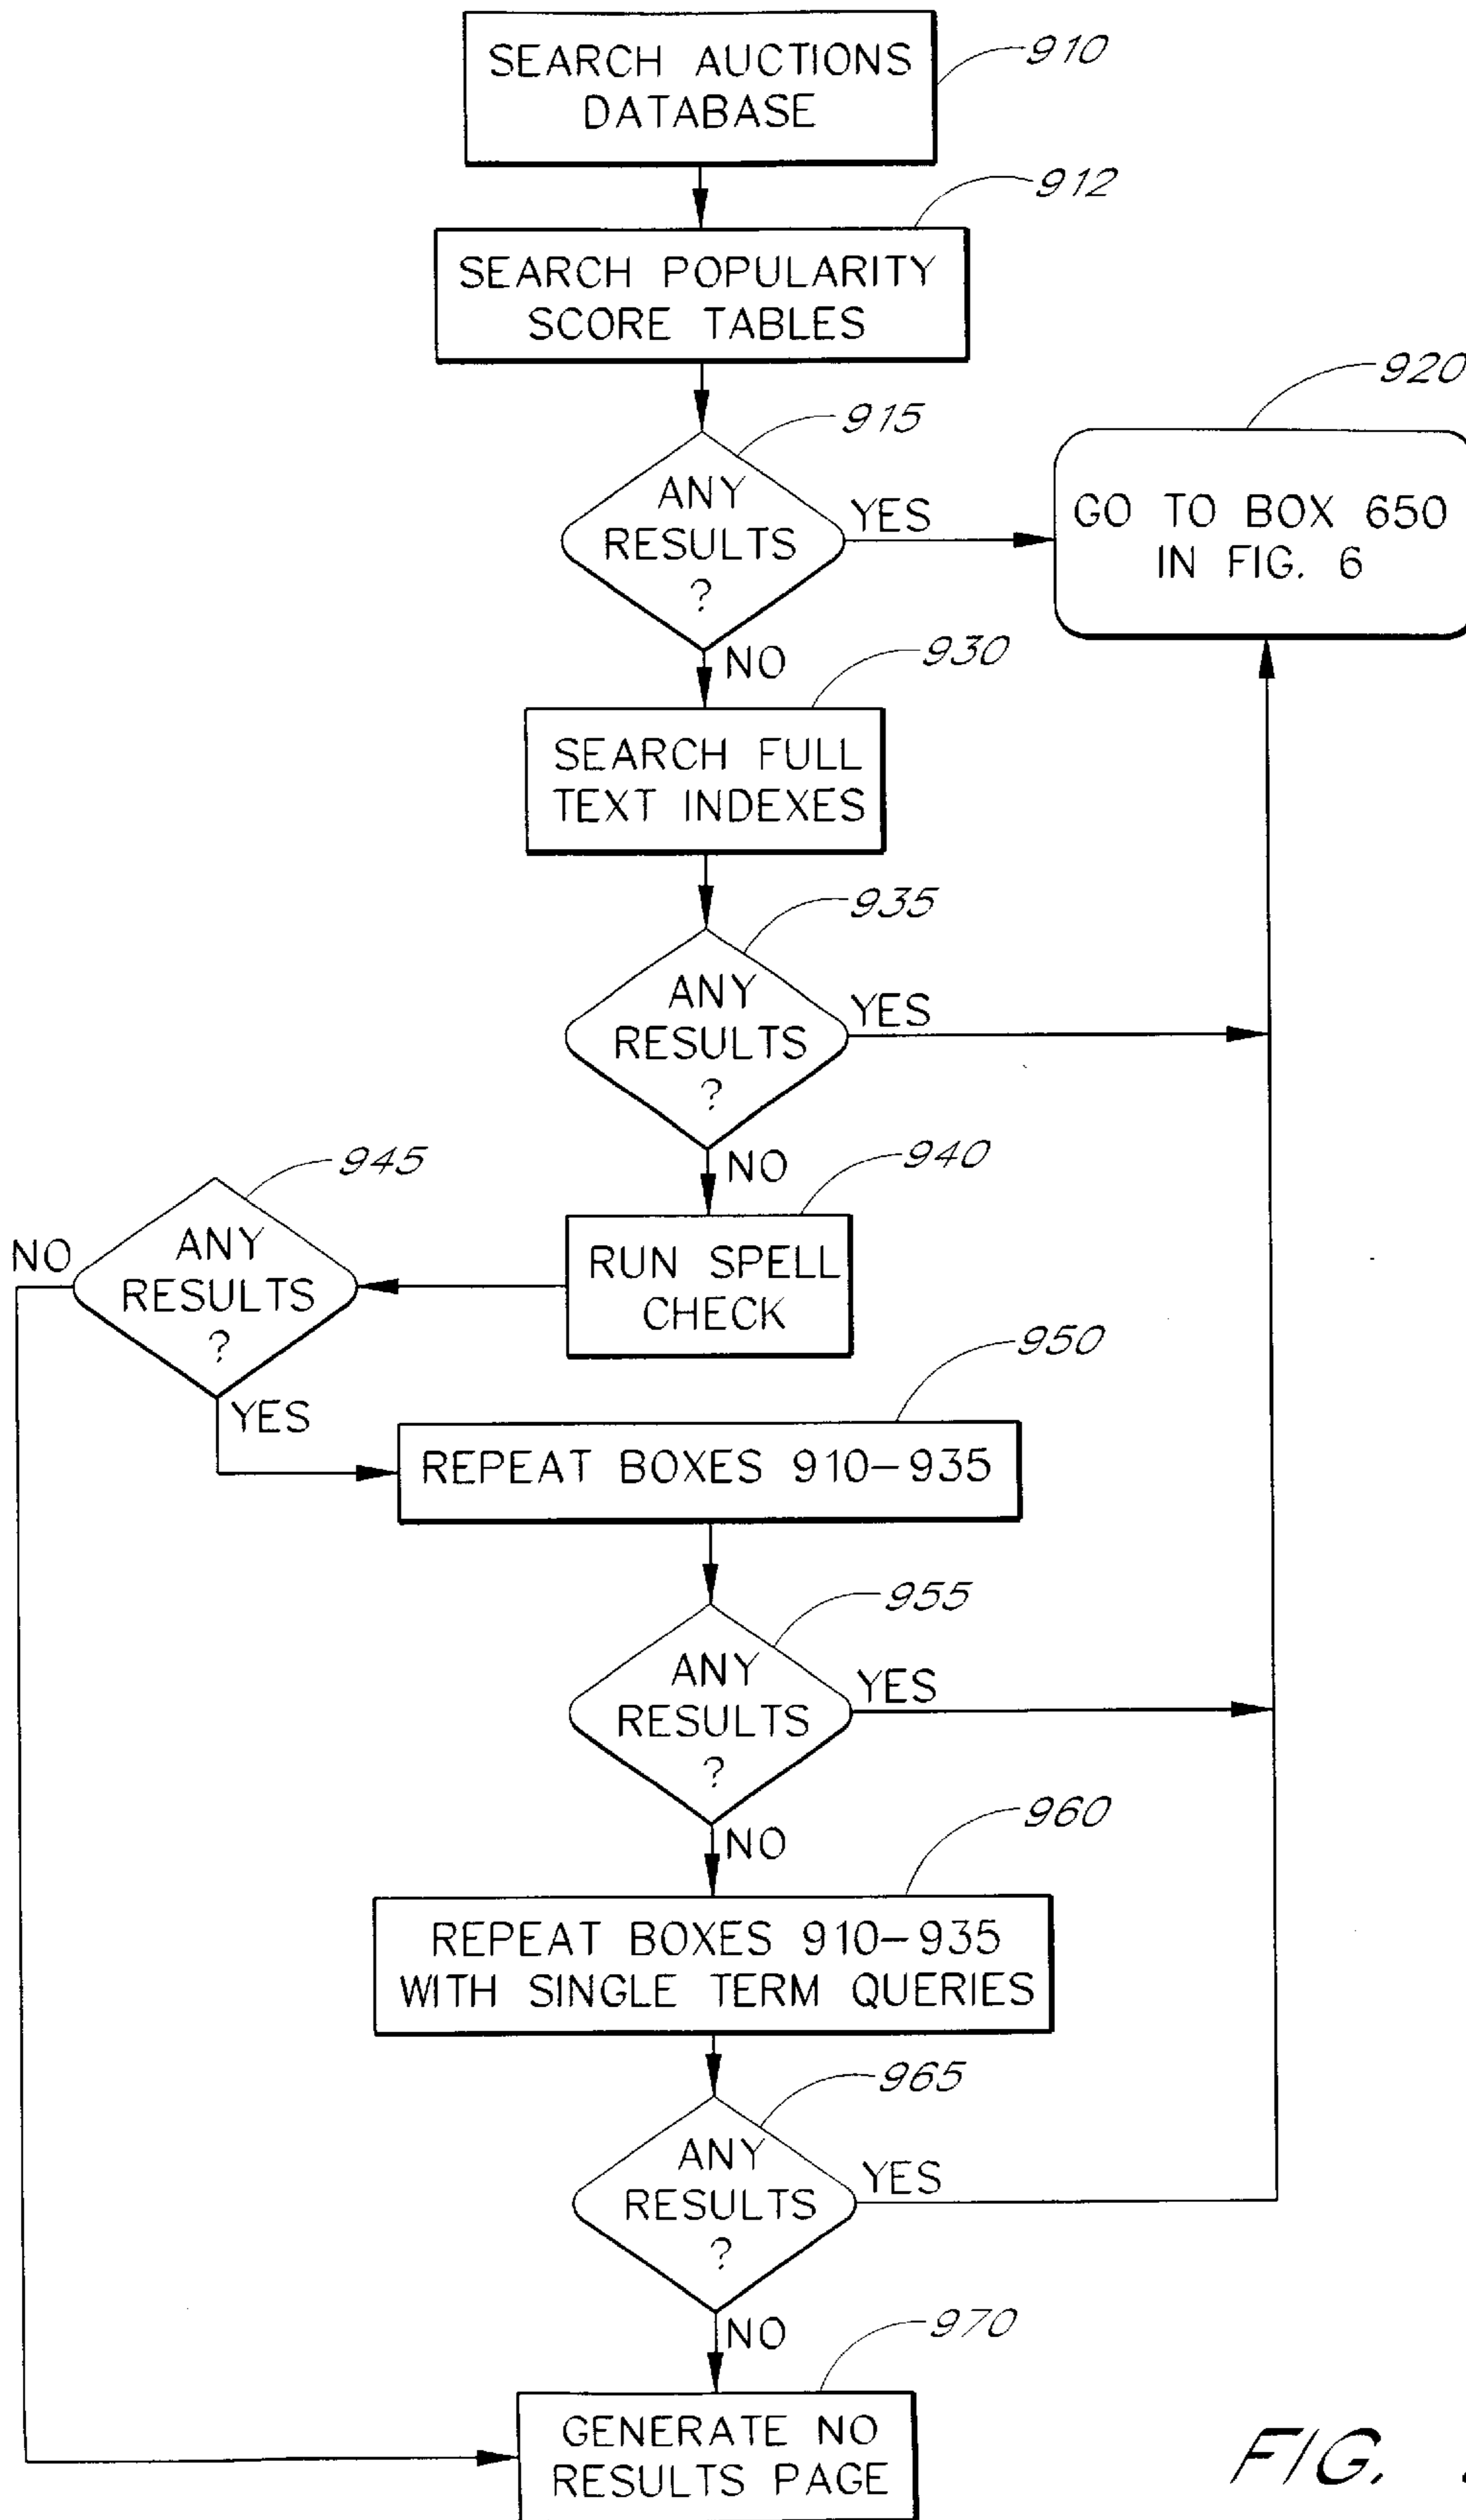 SEARCH AUCTIONS
DATABASE
910
SEARCH POPULARITY
SCORE TABLES
912
ANY
RESULTS
?
915
YES
GO TO BOX 650
IN FIG. 6
920
NO
SEARCH FULL
TEXT INDEXES
930
ANY
RESULTS
?
935
YES
NO
RUN SPELL
CHECK
940
ANY
RESULTS
?
945
NO
YES
REPEAT BOXES 910–935
950
ANY
RESULTS
?
955
YES
NO
REPEAT BOXES 910–935
WITH SINGLE TERM QUERIES
960
ANY
RESULTS
?
965
YES
NO
GENERATE NO
RESULTS PAGE
970
FIG.